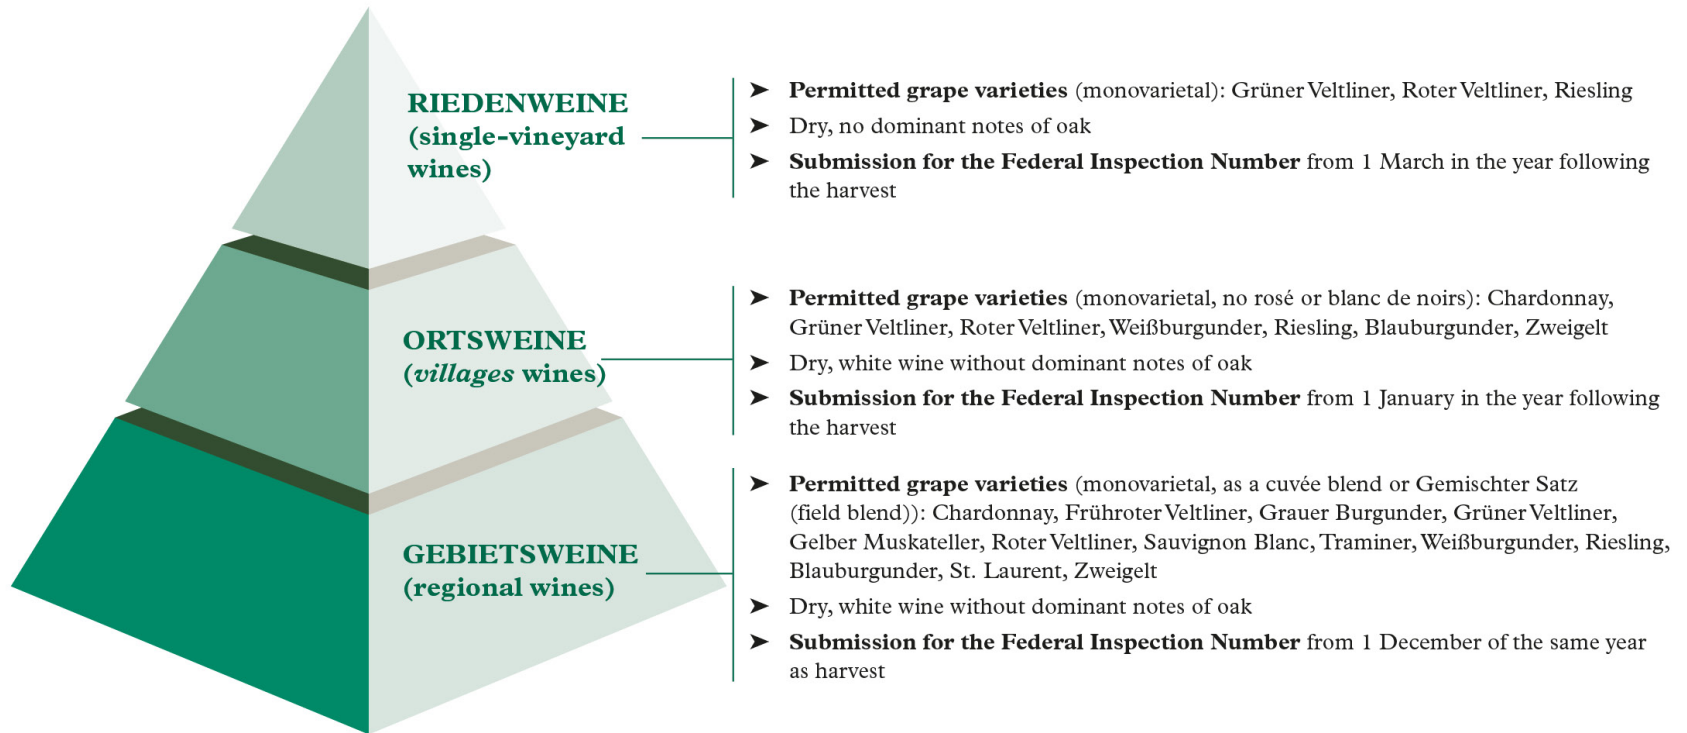 RIEDENWEINE
(single-vineyard
wines)
➤ Permitted grape varieties (monovarietal): Grüner Veltliner, Roter Veltliner, Riesling
➤ Dry, no dominant notes of oak
➤ Submission for the Federal Inspection Number from 1 March in the year following
the harvest
ORTSWEINE
(villages wines)
➤ Permitted grape varieties (monovarietal, no rosé or blanc de noirs): Chardonnay,
Grüner Veltliner, Roter Veltliner, Weißburgunder, Riesling, Blauburgunder, Zweigelt
➤ Dry, white wine without dominant notes of oak
➤ Submission for the Federal Inspection Number from 1 January in the year following
the harvest
GEBIETSWEINE
(regional wines)
➤ Permitted grape varieties (monovarietal, as a cuvée blend or Gemischter Satz
(field blend)): Chardonnay, Frühroter Veltliner, Grauer Burgunder, Grüner Veltliner,
Gelber Muskateller, Roter Veltliner, Sauvignon Blanc, Traminer, Weißburgunder, Riesling,
Blauburgunder, St. Laurent, Zweigelt
➤ Dry, white wine without dominant notes of oak
➤ Submission for the Federal Inspection Number from 1 December of the same year
as harvest